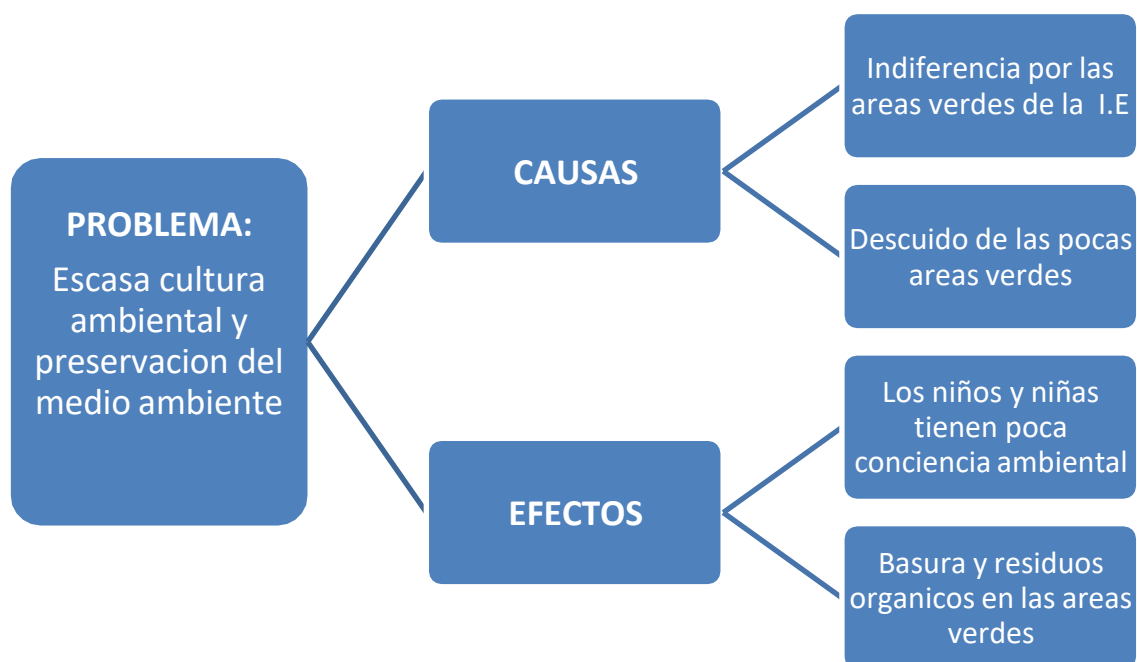 PROBLEMA:
Escasa cultura
ambiental y
preservacion del
medio ambiente
CAUSAS
Indiferencia por las
areas verdes de la I.E
Descuido de las pocas
areas verdes
EFECTOS
Los niños y niñas
tienen poca
conciencia ambiental
Basura y residuos
organicos en las areas
verdes